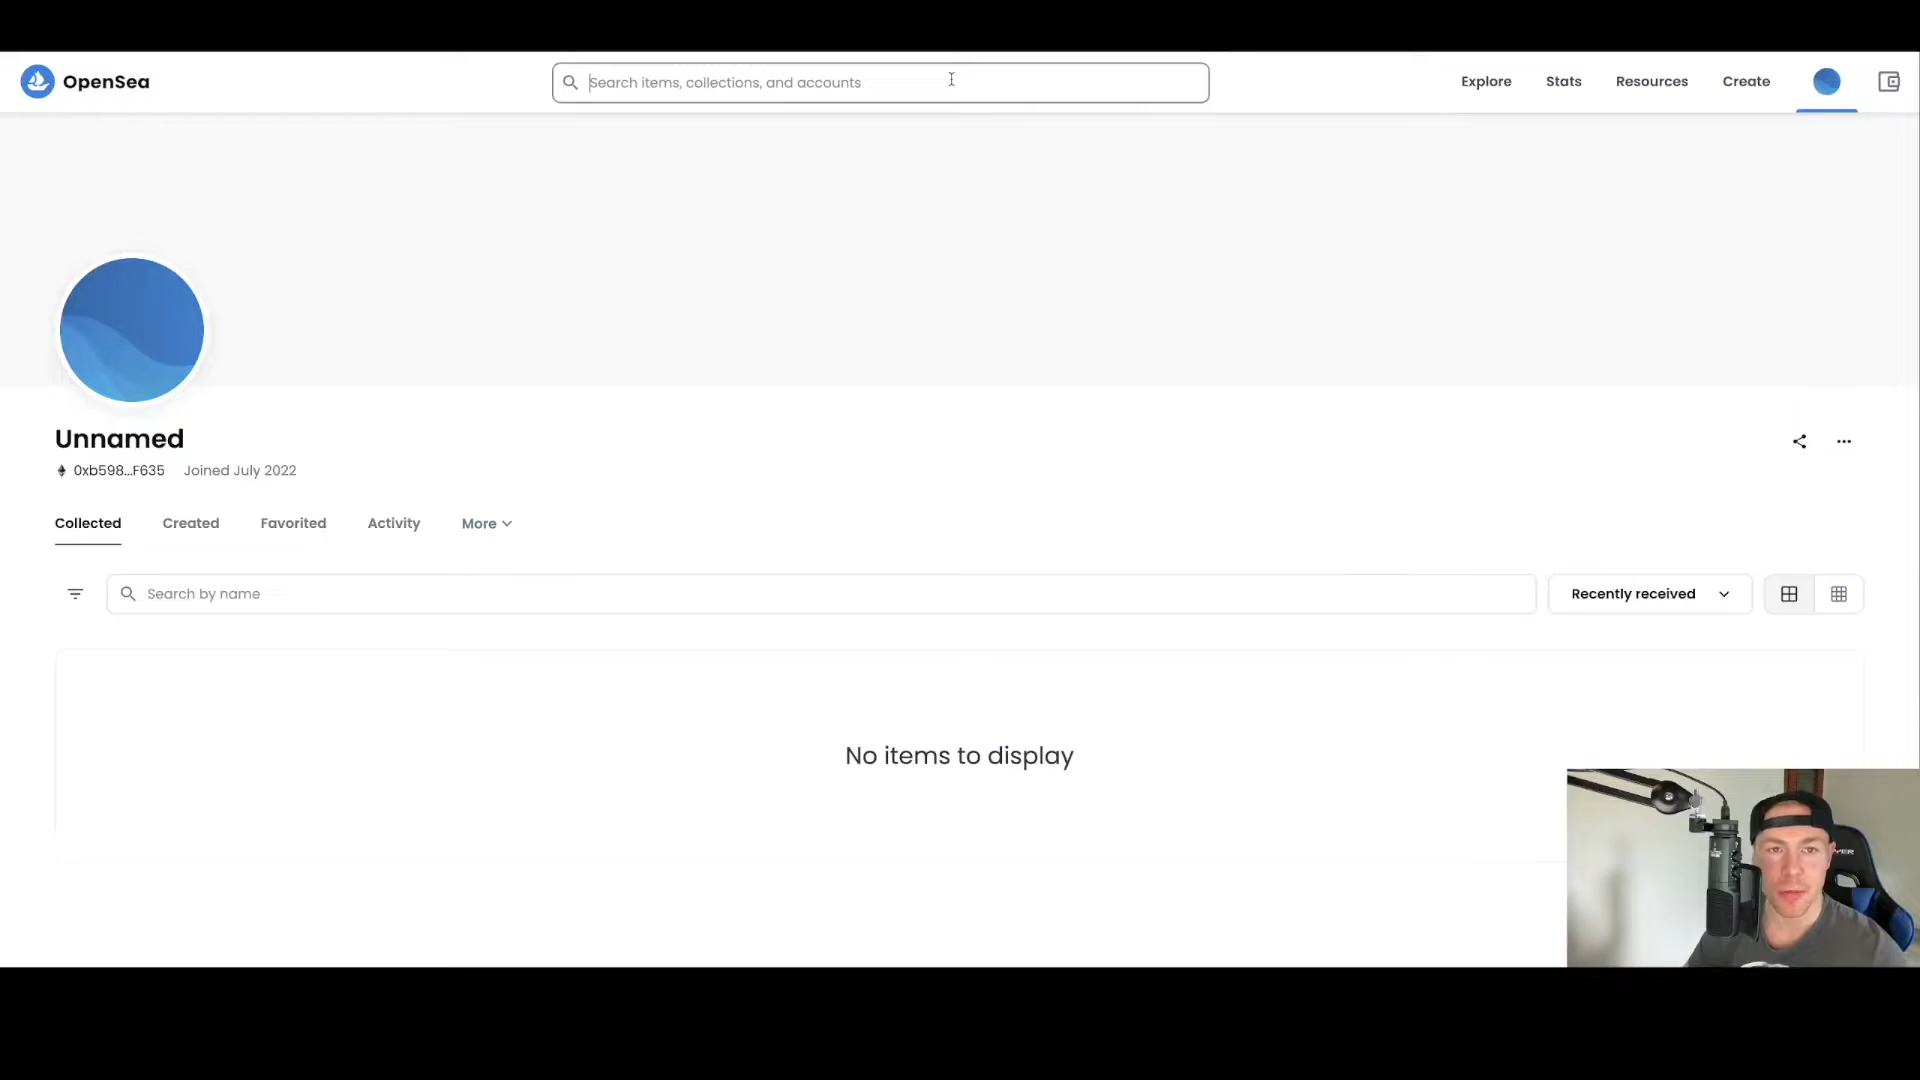 OpenSea
Search items, collections, and accounts
Explore
Stats
Resources
Create
Unnamed
0xb598...F635 Joined July 2022
Collected
Created
Favorited
Activity
More
Search by name
Recently received
No items to display